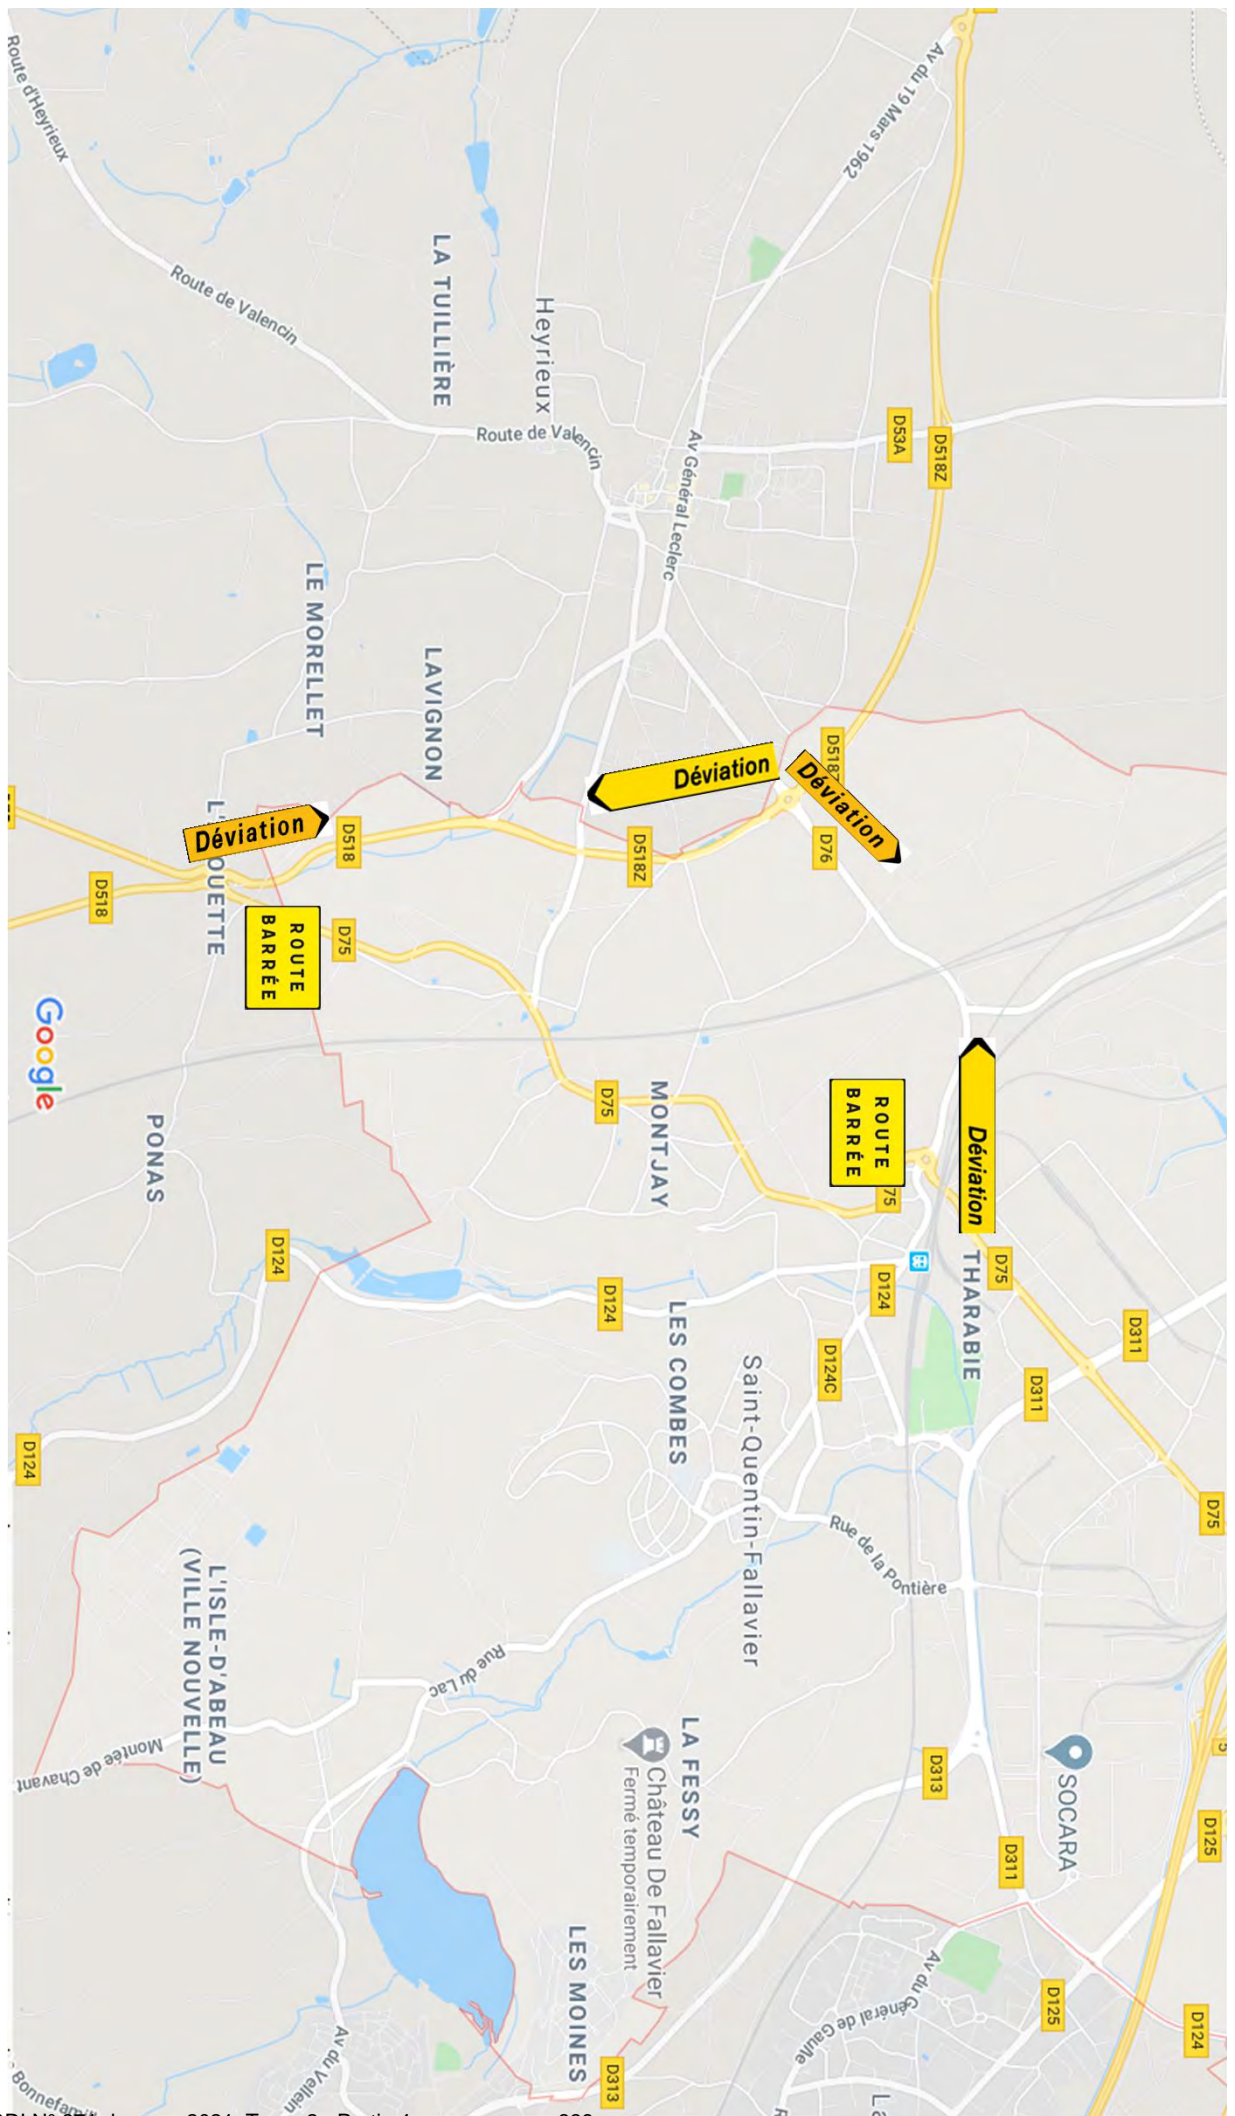 Av du 19 Mars 1962
Route d'Heyrieux
Route de Valencin
LA TUILLIÈRE
Heyrieux
Route de Valencin
Av Général Leclerc
D53A
D518Z
LE MORELLET
LAVIGNON
D518Z
Déviation
Déviation
Déviation
D518
D518Z
D76
D518
D75
ROUTE
BARRÉE
Google
PONAS
D75
MONTJAY
ROUTE
BARRÉE
75
Déviation
D124
D124
D124
D75
THARABIE
D311
D311
D124C
LES COMBES
Saint-Quentin-Fallavier
D124
D75
Rue de la Pontière
L'ISLE-D'ABEAU
(VILLE NOUVELLE)
Rue du Lac
Montée de Chavant
LA FESSY
Château De Fallavier
Fermé temporairement
D313
SOCARA
D311
D125
5
Av du Général de Gaulle
D125
D124
LES MOINES
D313
Av du Vellein